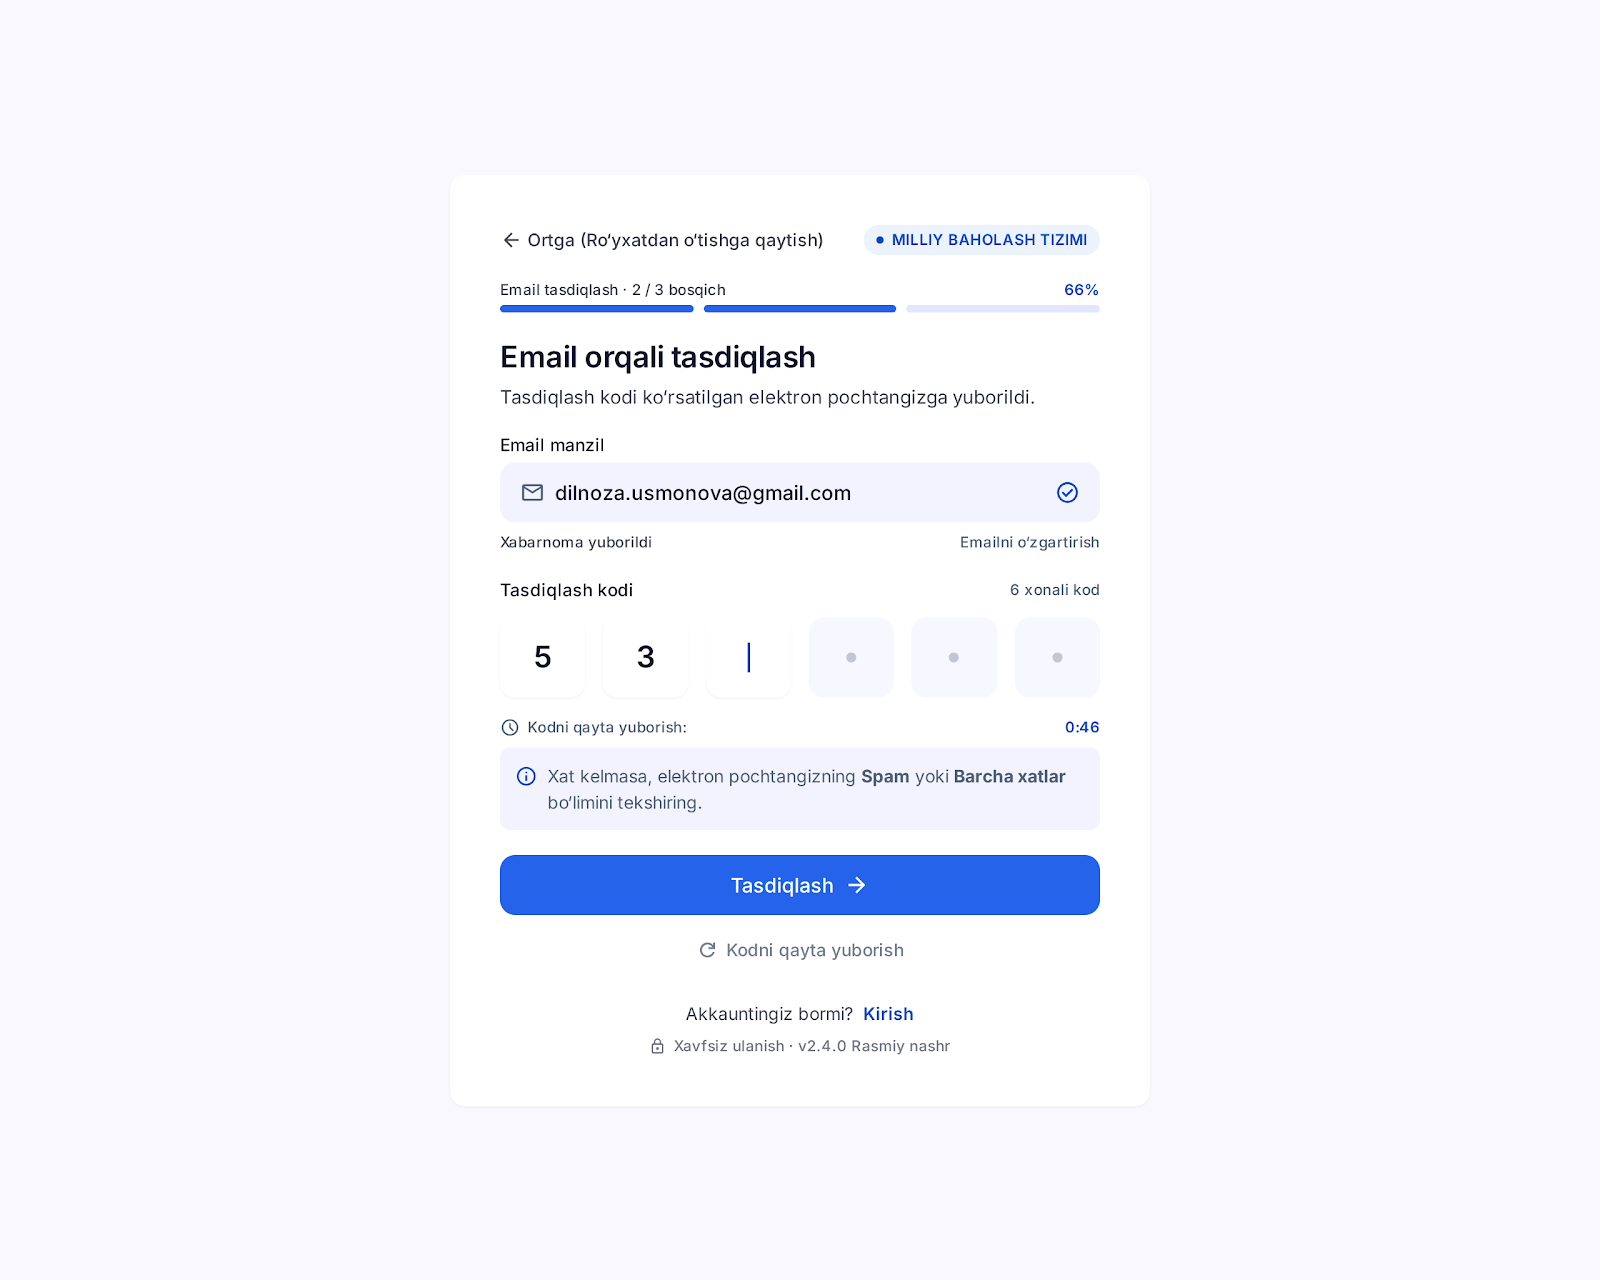 Ortga (Ro‘yxatdan o‘tishga qaytish)
MILLIY BAHOLASH TIZIMI
Email tasdiqlash · 2 / 3 bosqich
66%
Email orqali tasdiqlash
Tasdiqlash kodi ko‘rsatilgan elektron pochtangizga yuborildi.
Email manzil
dilnoza.usmonova@gmail.com
Xabarnoma yuborildi
Emailni o‘zgartirish
Tasdiqlash kodi
6 xonali kod
5 3
Kodni qayta yuborish:
0:46
Xat kelmasa, elektron pochtangizning Spam yoki Barcha xatlar
bo‘limini tekshiring.
Tasdiqlash
Kodni qayta yuborish
Akkauntingiz bormi? Kirish
Xavfsiz ulanish · v2.4.0 Rasmiy nashr